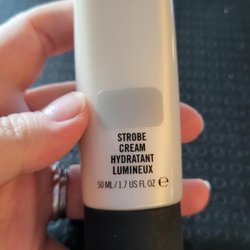 STROBE
CREAM
HYDRATANT
LUMINEUX
50 ML/1.7 US FL OZ ℮